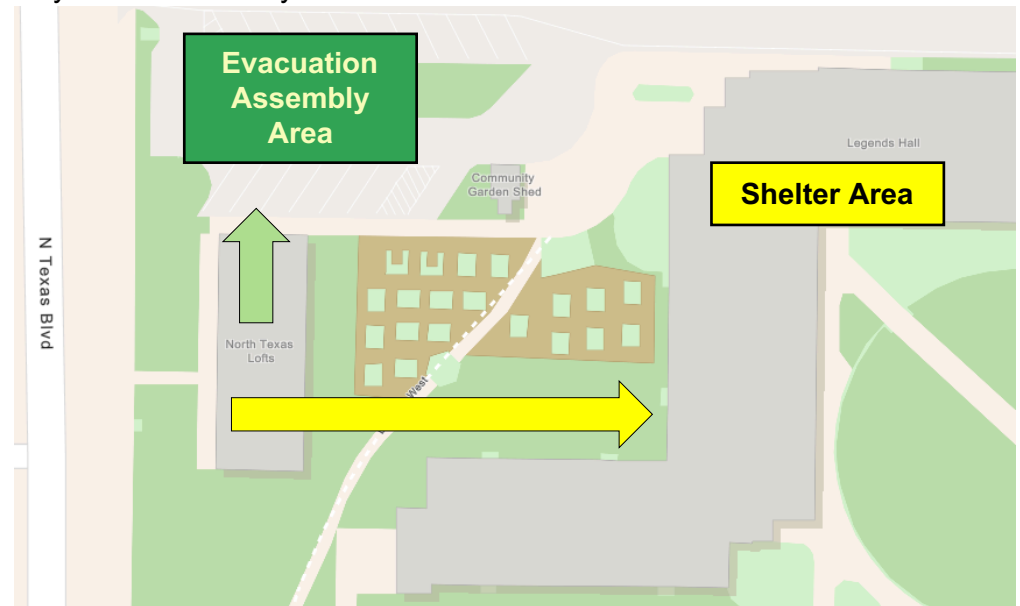 Evacuation
Assembly
Area
Legends Hall
Shelter Area
Community
Garden Shed
N Texas Blvd
North Texas
Lofts
West